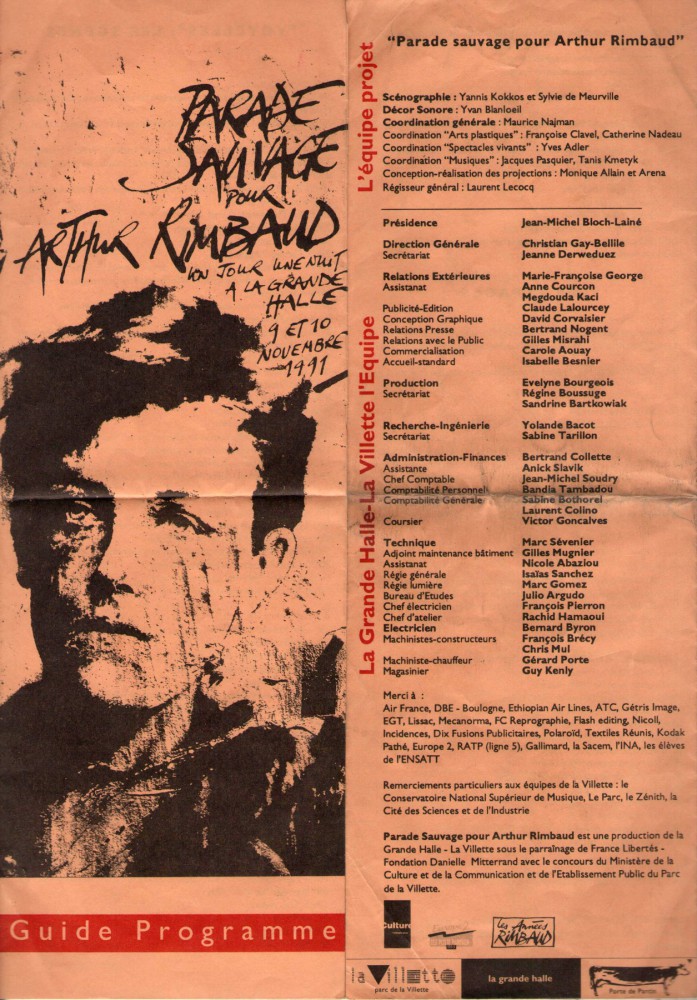 PARADE
SAUVAGE
POUR
ARTHUR RIMBAUD
UN JOUR UNE NUIT
A LA GRANDE
HALLE
9 ET 10
NOVEMBRE
1991
Guide Programme
"Parade sauvage pour Arthur Rimbaud"
L'équipe projet
Scénographie : Yannis Kokkos et Sylvie de Meurville
Décor Sonore : Yvan Blanloeil
Coordination générale : Maurice Najman
Coordination "Arts plastiques" : Françoise Clavel, Catherine Nadeau
Coordination "Spectacles vivants" : Yves Adler
Coordination "Musiques" : Jacques Pasquier, Tanis Kmetyk
Conception-réalisation des projections : Monique Allain et Arena
Régisseur général : Laurent Lecocq
La Grande Halle-La Villette l'Equipe
Présidence Jean-Michel Bloch-Lainé
Direction Générale Christian Gay-Bellile
Secrétariat Jeanne Derweduez
Relations Extérieures Marie-Françoise George
Assistanat Anne Courcon
Megdouda Kaci
Publicité-Edition Claude Lalourcey
Conception Graphique David Corvaisier
Relations Presse Bertrand Nogent
Relations avec le Public Gilles Misrahi
Commercialisation Carole Aouay
Accueil-standard Isabelle Besnier
Production Evelyne Bourgeois
Secrétariat Régine Boussuge
Sandrine Bartkowiak
Recherche-Ingénierie Yolande Bacot
Secrétariat Sabine Tarillon
Administration-Finances Bertrand Collette
Assistante Anick Slavik
Chef Comptable Jean-Michel Soudry
Comptabilité Personnel Bandia Tambadou
Comptabilité Générale Sabine Bothorel
Laurent Colino
Coursier Victor Goncalves
Technique Marc Sévenier
Adjoint maintenance bâtiment Gilles Mugnier
Assistanat Nicole Abaziou
Régie générale Isaïas Sanchez
Régie lumière Marc Gomez
Bureau d'Etudes Julio Argudo
Chef électricien François Pierron
Chef d'atelier Rachid Hamaoui
Electricien Bernard Byron
Machinistes-constructeurs François Brécy
Chris Mul
Machiniste-chauffeur Gérard Porte
Magasinier Guy Kenly
Merci à :
Air France, DBE - Boulogne, Ethiopian Air Lines, ATC, Gétris Image,
EGT, Lissac, Mecanorma, FC Reprographie, Flash editing, Nicoll,
Incidences, Dix Fusions Publicitaires, Polaroïd, Textiles Réunis, Kodak
Pathé, Europe 2, RATP (ligne 5), Gallimard, la Sacem, l'INA, les élèves
de l'ENSATT
Remerciements particuliers aux équipes de la Villette : le
Conservatoire National Supérieur de Musique, Le Parc, le Zénith, la
Cité des Sciences et de l'Industrie
Parade Sauvage pour Arthur Rimbaud est une production de la
Grande Halle - La Villette sous le parraînage de France Libertés -
Fondation Danielle Mitterrand avec le concours du Ministère de la
Culture et de la Communication et de l'Etablissement Public du Parc
de la Villette.
Culture
Les Années
RIMBAUD
la Villette
parc de la Villette
la grande halle
Porte de Pantin